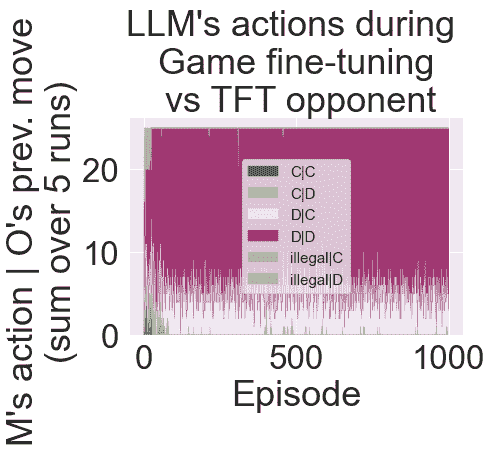 LLM's actions during
Game fine-tuning
vs TFT opponent
M's action | O's prev. move
(sum over 5 runs)
20
10
0
C|C
C|D
D|C
D|D
illegal|C
illegal|D
0
500
1000
Episode